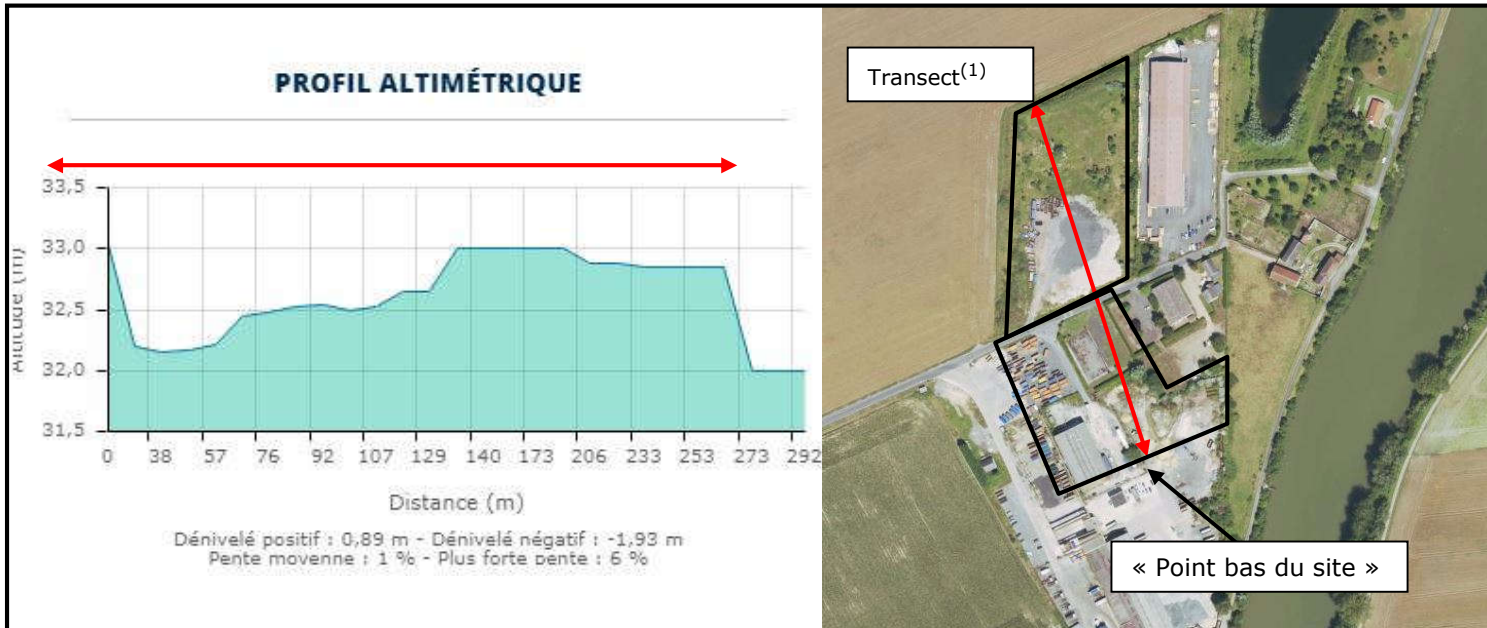 PROFIL ALTIMÉTRIQUE
33,5
33,0
32,5
32,0
31,5
Altitude (m)
0 38 57 76 92 107 129 140 173 206 233 253 273 292
Distance (m)
Dénivelé positif : 0,89 m - Dénivelé négatif : -1,93 m
Pente moyenne : 1 % - Plus forte pente : 6 %
Transect(1)
« Point bas du site »